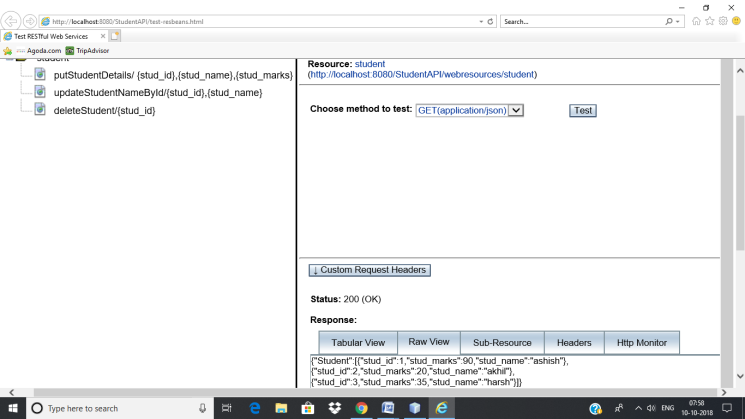 http://localhost:8080/StudentAPI/test-resbeans.html
Search...
Test RESTful Web Services
Agoda.com TripAdvisor
student
putStudentDetails/ {stud_id},{stud_name},{stud_marks}
updateStudentNameById/{stud_id},{stud_name}
deleteStudent/{stud_id}
Resource: student
(http://localhost:8080/StudentAPI/webresources/student)
Choose method to test: GET(application/json) Test
↓ Custom Request Headers
Status: 200 (OK)
Response:
Tabular View Raw View Sub-Resource Headers Http Monitor
{"Student":[{"stud_id":1,"stud_marks":90,"stud_name":"ashish"},
{"stud_id":2,"stud_marks":20,"stud_name":"akhil"},
{"stud_id":3,"stud_marks":35,"stud_name":"harsh"}]}
Type here to search
ENG
07:58
10-10-2018